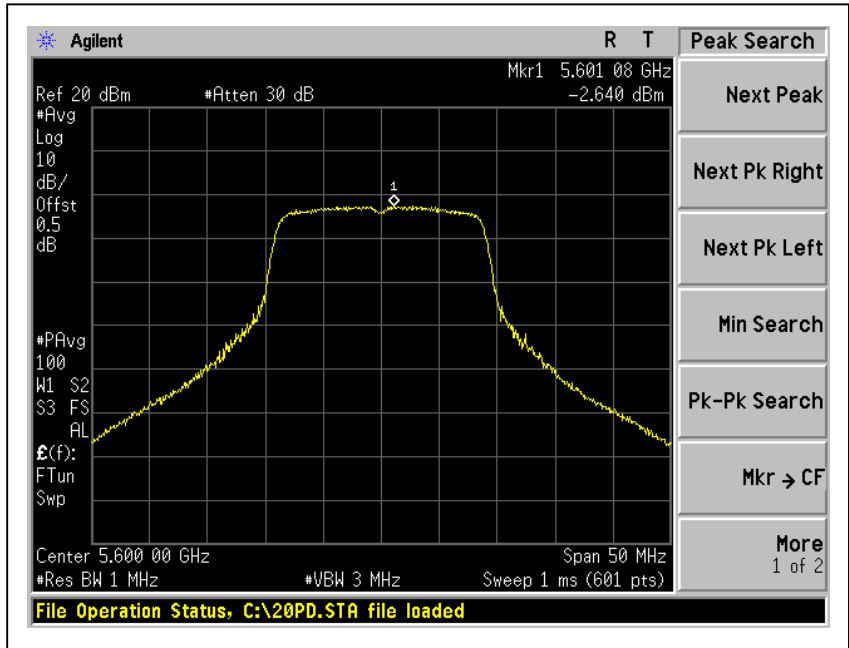 Agilent R T Peak Search
Mkr1 5.601 08 GHz
Ref 20 dBm #Atten 30 dB -2.640 dBm
#Avg
Log
10
dB/
Offst
0.5
dB
1
#PAvg
100
W1 S2
S3 FS
AL
£(f):
FTun
Swp
Center 5.600 00 GHz Span 50 MHz
#Res BW 1 MHz #VBW 3 MHz Sweep 1 ms (601 pts)
File Operation Status, C:\20PD.STA file loaded
Next Peak
Next Pk Right
Next Pk Left
Min Search
Pk-Pk Search
Mkr → CF
More
1 of 2